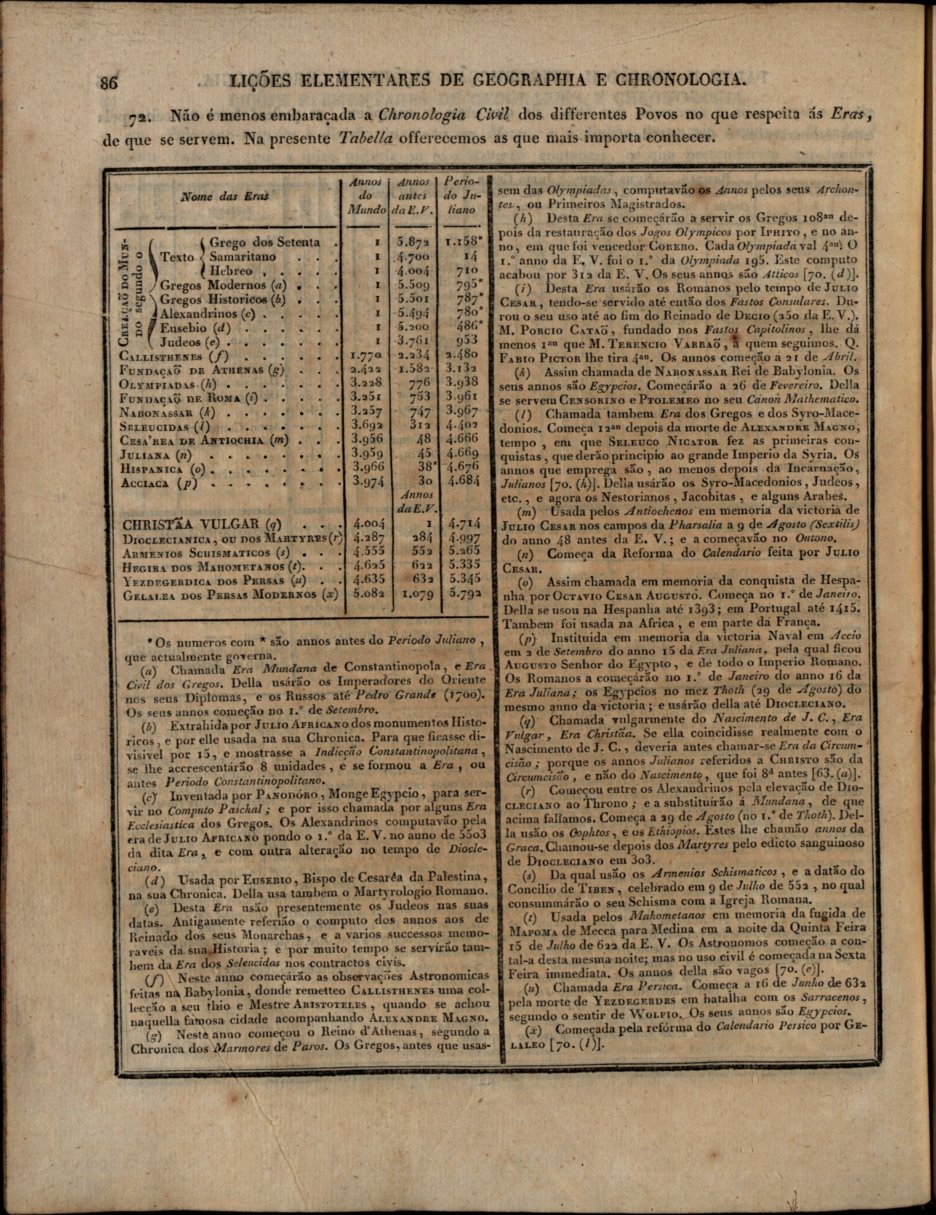 86 LIÇÕES ELEMENTARES DE GEOGRAPHIA E CHRONOLOGIA.
72. Não é menos embaraçada a Chronologia Civil dos differentes Povos no que respeita ás Eras,
de que se servem. Na presente Tabella offerecemos as que mais importa conhecer.
Nome das Eras | Annos do Mundo | Annos antes da E.V. | Periodo Juliano
CREAÇAÕ DO MUNDO segundo o
Texto Grego dos Setenta . 1 5.872 1.158*
Samaritano . . . 1 4.700 14
Hebreo . . . . . 1 4.004 710
Gregos Modernos (a) . . . 1 5.509 795*
Gregos Historicos (b) . . . 1 5.501 787*
Alexandrinos (c) . . . . . 1 5.494 780*
Eusebio (d) . . . . . . 1 5.200 486*
Judeos (e) . . . . . . . 1 3.761 953
CALLISTHENES (f) . . . . . . 1.770 2.234 2.480
FUNDAÇAÕ DE ATHENAS (g) . . . 2.422 1.582 3.132
OLYMPIADAS (h) . . . . . . . 3.228 776 3.938
FUNDAÇAÕ DE ROMA (i) . . . . . 3.251 753 3.961
NABONASSAR (k) . . . . . . . 3.257 747 3.967
SELEUCIDAS (l) . . . . . . . 3.692 312 4.402
CESA'REA DE ANTIOCHIA (m) . . . 3.956 48 4.666
JULIANA (n) . . . . . . . . 3.959 45 4.669
HISPANICA (o) . . . . . . . . 3.966 38* 4.676
ACCIACA (p) . . . . . . . . 3.974 30 4.684
Annos
da E.V.
CHRISTÃA VULGAR (q) . . . 4.004 1 4.714
DIOCLECIANICA, OU DOS MARTYRES (r) 4.287 284 4.997
ARMENIOS SCHISMATICOS (s) . . . 4.555 552 5.265
HEGIRA DOS MAHOMETANOS (t) . . 4.625 622 5.335
YEZDEGERDICA DOS PERSAS (u) . . 4.635 632 5.345
GELALEA DOS PERSAS MODERNOS (x) 5.082 1.079 5.792
* Os numeros com * são annos antes do Periodo Juliano,
que actualmente governa.
(a) Chamada Era Mundana de Constantinopola, e Era
Civil dos Gregos. Della usárão os Imperadores do Oriente
nos seus Diplomas, e os Russos até Pedro Grande (1700).
Os seus annos começão no 1.º de Setembro.
(b) Extrahida por JULIO AFRICANO dos monumentos Histo-
ricos, e por elle usada na sua Chronica. Para que ficasse di-
visivel por 15, e mostrasse a Indicção Constantinopolitana,
se lhe accrescentárão 8 unidades, e se formou a Era, ou
antes Periodo Constantinopolitano.
(c) Inventada por PANODÓRO, Monge Egypcio, para ser-
vir no Computo Paschal; e por isso chamada por alguns Era
Ecclesiastica dos Gregos. Os Alexandrinos computavão pela
era de JULIO AFRICANO pondo o 1.º da E. V. no anno de 5503
da dita Era, e com outra alteração no tempo de Diocle-
ciano.
(d) Usada por EUSEBIO, Bispo de Cesaréa da Palestina,
na sua Chronica. Della usa tambem o Martyrologio Romano.
(e) Desta Era usão presentemente os Judeos nas suas
datas. Antigamente referião o computo dos annos aos de
Reinado dos seus Monarchas, e a varios successos memo-
raveis da sua Historia; e por muito tempo se servirão tam-
bem da Era dos Seleucidas nos contractos civís.
(f) Neste anno começárão as observações Astronomicas
feitas na Babylonia, donde remetteo CALLISTHENES uma col-
lecção a seu thio e Mestre ARISTOTELES, quando se achou
naquella famosa cidade acompanhando ALEXANDRE MAGNO.
(g) Neste anno começou o Reino d'Athenas, segundo a
Chronica dos Marmores de Paros. Os Gregos, antes que usas-
sem das Olympiadas, computavão os Annos pelos seus Archon-
tes, ou Primeiros Magistrados.
(h) Desta Era se começárão a servir os Gregos 108an de-
pois da restauração dos Jogos Olympicos por IPHITO, e no an-
no, em que foi vencedor COREBO. Cada Olympiada val 4an. O
1.º anno da E. V. foi o 1.º da Olympiada 195. Este computo
acabou por 312 da E. V. Os seus annos são Atticos [70. (d)].
(i) Desta Era usárão os Romanos pelo tempo de JULIO
CESAR, tendo-se servido até então dos Fastos Consulares. Du-
rou o seu uso até ao fim do Reinado de DECIO (250 da E. V.).
M. PORCIO CATAÕ, fundado nos Fastos Capitolinos, lhe dá
menos 1an que M. TERENCIO VARRAÕ, a quem seguimos. Q.
FABIO PICTOR lhe tira 4an. Os annos começão a 21 de Abril.
(k) Assim chamada de NABONASSAR Rei de Babylonia. Os
seus annos são Egypcios. Começárão a 26 de Fevereiro. Della
se servem CENSORINO e PTOLEMEO no seu Canon Mathematico.
(l) Chamada tambem Era dos Gregos e dos Syro-Mace-
donios. Começa 12an depois da morte de ALEXANDRE MAGNO,
tempo, em que SELEUCO NICATOR fez as primeiras con-
quistas, que derão principio ao grande Imperio da Syria. Os
annos que emprega são, ao menos depois da Incarnação,
Julianos [70. (h)]. Della usárão os Syro-Macedonios, Judeos,
etc., e agora os Nestorianos, Jacobitas, e alguns Arabes.
(m) Usada pelos Antiochenos em memoria da victoria de
JULIO CESAR nos campos da Pharsalia a 9 de Agosto (Sextilis)
do anno 48 antes da E. V.; e a começavão no Outono.
(n) Começa da Reforma do Calendario feita por JULIO
CESAR.
(o) Assim chamada em memoria da conquista de Hespa-
nha por OCTAVIO CESAR AUGUSTO. Começa no 1.º de Janeiro.
Della se usou na Hespanha até 1393; em Portugal até 1415.
Tambem foi usada na Africa, e em parte da França.
(p) Instituida em memoria da victoria Naval em Accio
em 2 de Setembro do anno 15 da Era Juliana, pela qual ficou
AUGUSTO Senhor do Egypto, e de todo o Imperio Romano.
Os Romanos a começárão no 1.º de Janeiro do anno 16 da
Era Juliana; os Egypcios no mez Thoth (29 de Agosto) do
mesmo anno da victoria; e usárão della até DIOCLECIANO.
(q) Chamada vulgarmente do Nascimento de J. C., Era
Vulgar, Era Christãa. Se ella coincidisse realmente com o
Nascimento de J. C., deveria antes chamar-se Era da Circum-
cisão; porque os annos Julianos referidos a CHRISTO são da
Circumcisão, e não do Nascimento, que foi 8d antes [63. (a)].
(r) Começou entre os Alexandrinos pela elevação de DIO-
CLECIANO ao Throno; e a substituirão á Mundana, de que
acima fallamos. Começa a 29 de Agosto (no 1.º de Thoth). Del-
la usão os Cophtos, e os Ethiopios. Estes lhe chamão annos da
Graca. Chamou-se depois dos Martyres pelo edicto sanguinoso
de DIOCLECIANO em 303.
(s) Da qual usão os Armenios Schismaticos, e a datão do
Concilio de TIBEN, celebrado em 9 de Julho de 552, no qual
consummárão o seu Schisma com a Igreja Romana.
(t) Usada pelos Mahometanos em memoria da fugida de
MAFOMA de Mecca para Medina em a noite da Quinta Feira
15 de Julho de 622 da E. V. Os Astronomos começão a con-
tal-a desta mesma noite; mas no uso civil é começada na Sexta
Feira immediata. Os annos della são vagos [70. (e)].
(u) Chamada Era Persica. Começa a 16 de Junho de 632
pela morte de YEZDEGERDES em batalha com os Sarracenos,
segundo o sentir de WOLFIO. Os seus annos são Egypcios.
(x) Começada pela refórma do Calendario Persico por GE-
LALEO [70. (l)].